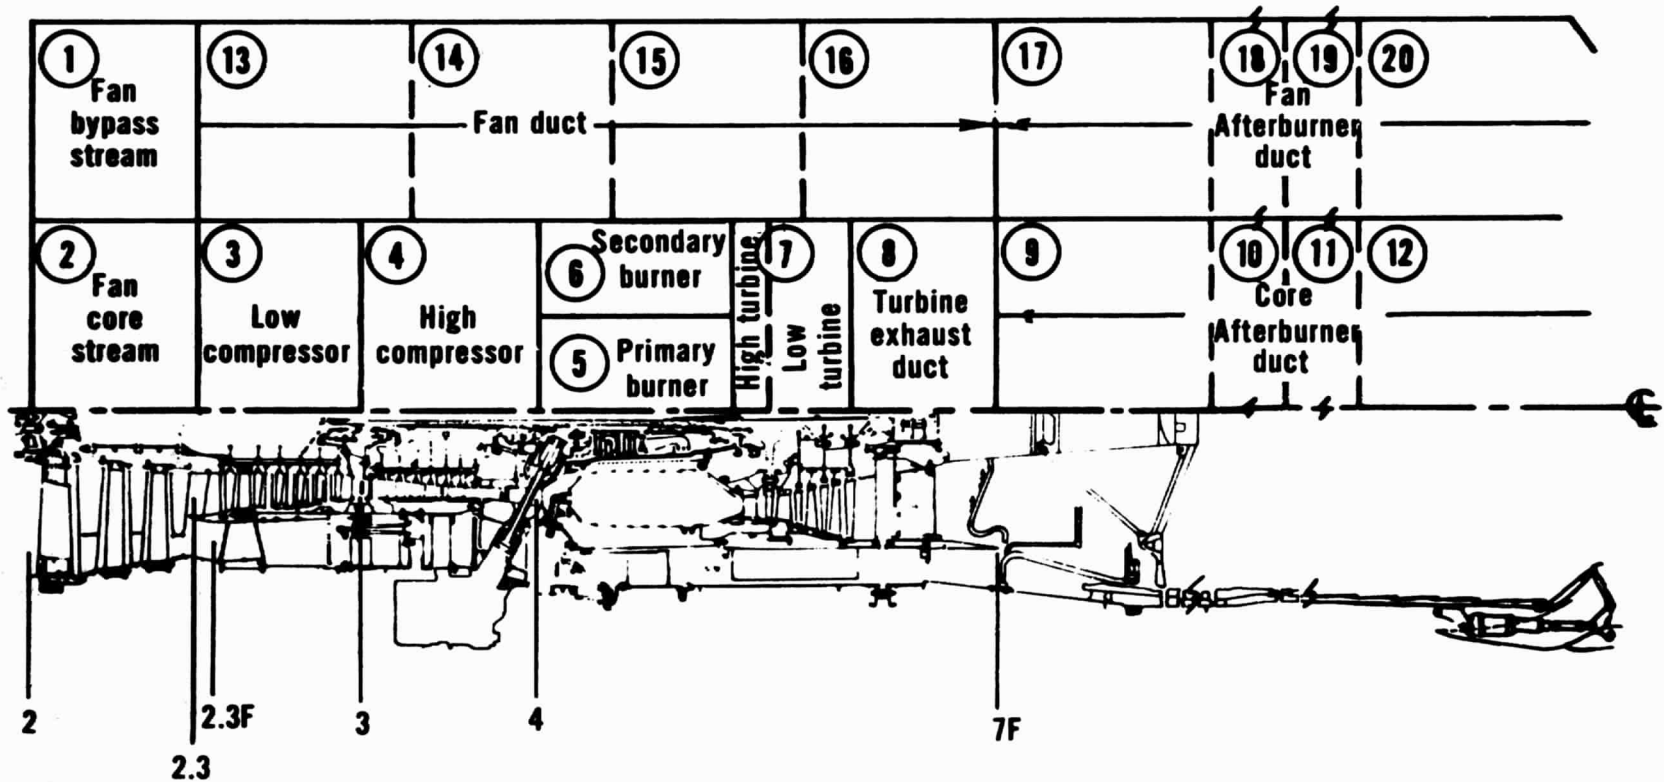 1 13 14 15 16 17 18 19 20
Fan
bypass
stream
Fan duct
Fan
Afterburner
duct
2 3 4 6 7 8 9 10 11 12
Fan
core
stream
Low
compressor
High
compressor
Secondary
burner
5 Primary
burner
High turbine
Low
turbine
Turbine
exhaust
duct
Core
Afterburner
duct
2
2.3
2.3F
3
4
7F